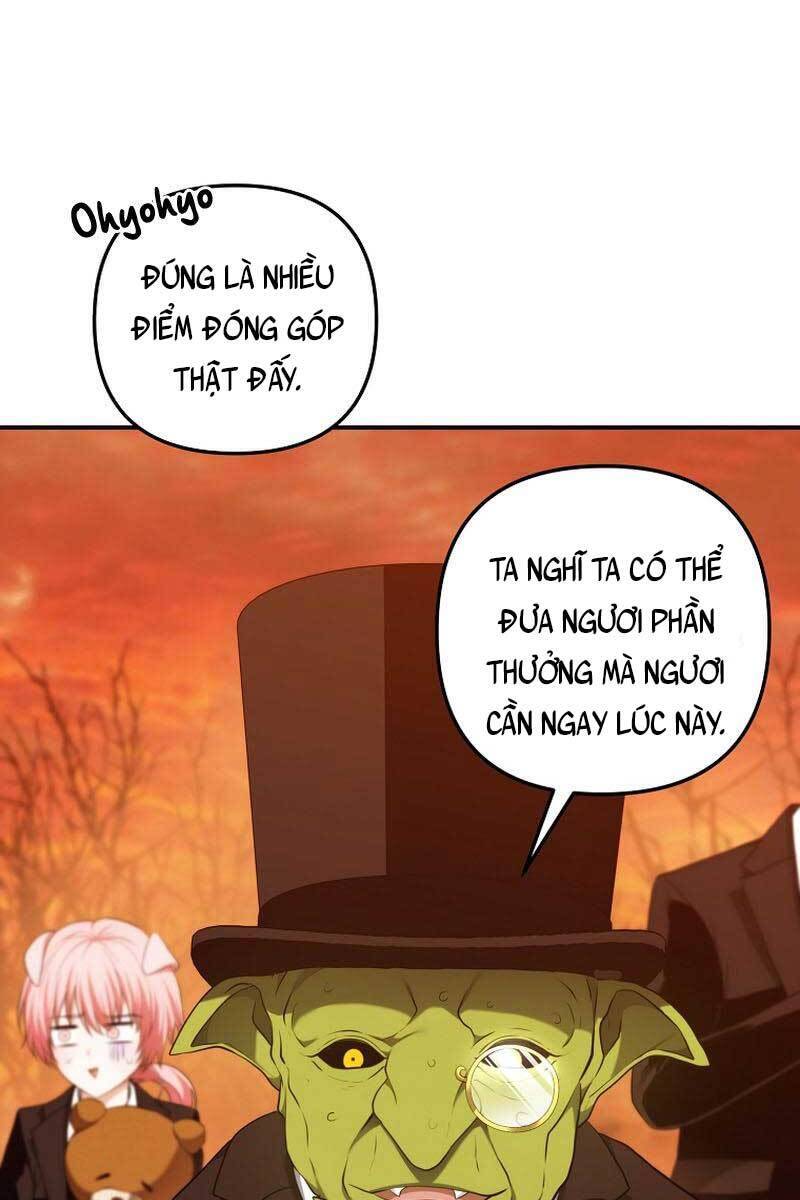 Ohyohyo
ĐÚNG LÀ NHIỀU
ĐIỂM ĐÓNG GÓP
THẬT ĐẤY.
TA NGHĨ TA CÓ THỂ
ĐƯA NGƯƠI PHẦN
THƯỞNG MÀ NGƯƠI
CẦN NGAY LÚC NÀY.